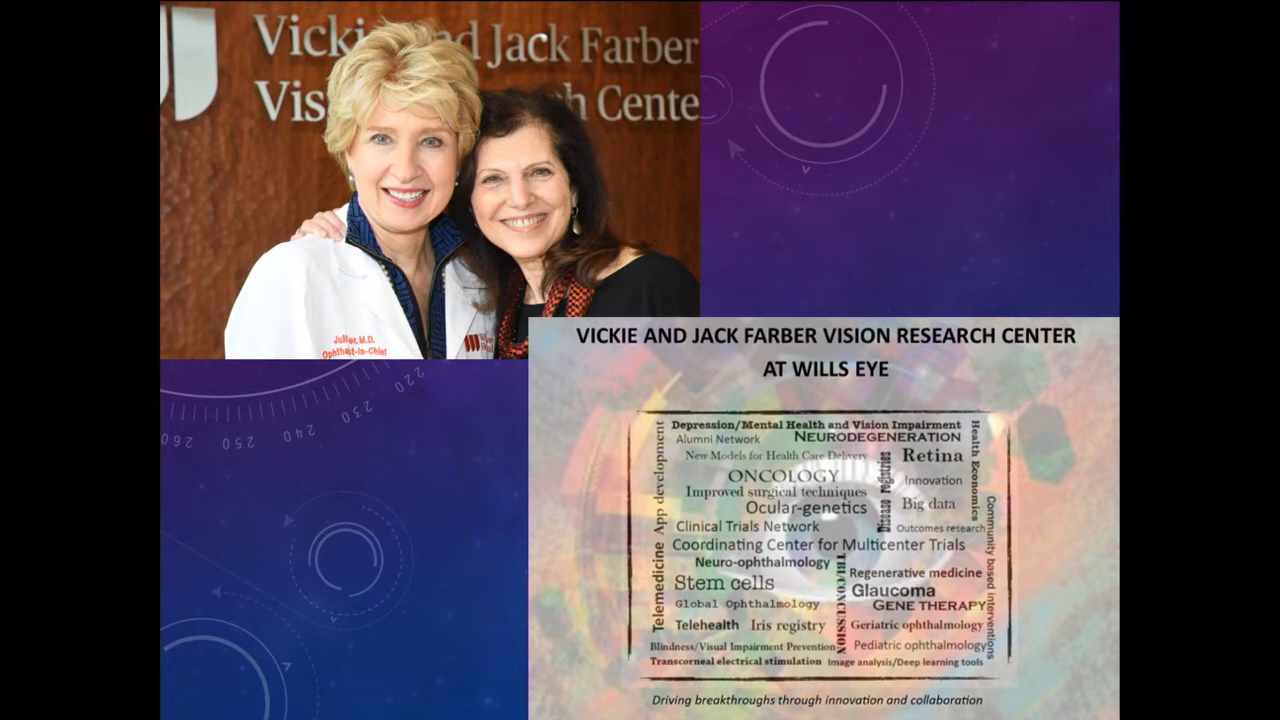 Vicki nd Jack Farber
Vis h Cente
M.D.
Ophthalmologist-In-Chief
260 250 240 230 220
VICKIE AND JACK FARBER VISION RESEARCH CENTER
AT WILLS EYE
Depression/Mental Health and Vision Impairment
Alumni Network
NEURODEGENERATION
New Models for Health Care Delivery
Retina
ONCOLOGY
Innovation
Improved surgical techniques
Big data
Ocular-genetics
Clinical Trials Network
Outcomes research
Coordinating Center for Multicenter Trials
Neuro-ophthalmology
Regenerative medicine
Stem cells
Glaucoma
Global Ophthalmology
GENE THERAPY
Telehealth
Iris registry
Geriatric ophthalmology
Blindness/Visual Impairment Prevention
Pediatric ophthalmology
Transcorneal electrical stimulation
Image analysis/Deep learning tools
Telemedicine
App development
Disease registries
TBI/CONCUSSION
Health Economics
Community based interventions
Driving breakthroughs through innovation and collaboration